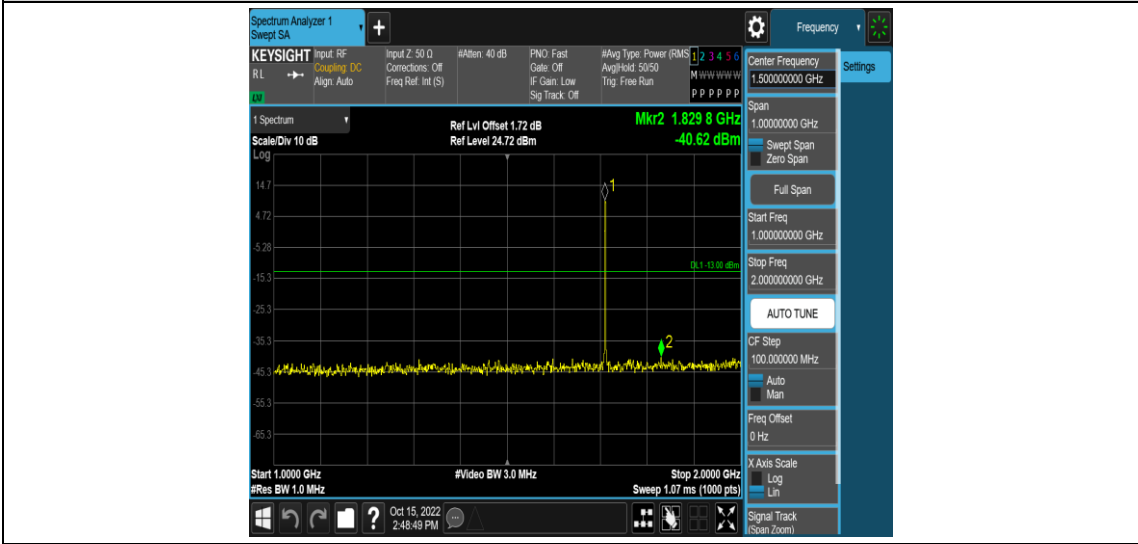 Spectrum Analyzer 1
Swept SA
+
Frequency
KEYSIGHT
RL
LXI
Input: RF
Coupling: DC
Align: Auto
Input Z: 50 Ω
Corrections: Off
Freq Ref: Int (S)
#Atten: 40 dB
PNO: Fast
Gate: Off
IF Gain: Low
Sig Track: Off
#Avg Type: Power (RMS
Avg|Hold: 50/50
Trig: Free Run
1 2 3 4 5 6
M W W W W W
P P P P P P
1 Spectrum
Scale/Div 10 dB
Log
Ref Lvl Offset 1.72 dB
Ref Level 24.72 dBm
Mkr2 1.829 8 GHz
-40.62 dBm
14.7
4.72
-5.28
-15.3
-25.3
-35.3
-45.3
-55.3
-65.3
1
2
DL1 -13.00 dBm
Start 1.0000 GHz
#Res BW 1.0 MHz
#Video BW 3.0 MHz
Stop 2.0000 GHz
Sweep 1.07 ms (1000 pts)
?
Oct 15, 2022
2:48:49 PM
Center Frequency
1.500000000 GHz
Settings
Span
1.00000000 GHz
Swept Span
Zero Span
Full Span
Start Freq
1.000000000 GHz
Stop Freq
2.000000000 GHz
AUTO TUNE
CF Step
100.000000 MHz
Auto
Man
Freq Offset
0 Hz
X Axis Scale
Log
Lin
Signal Track
(Span Zoom)